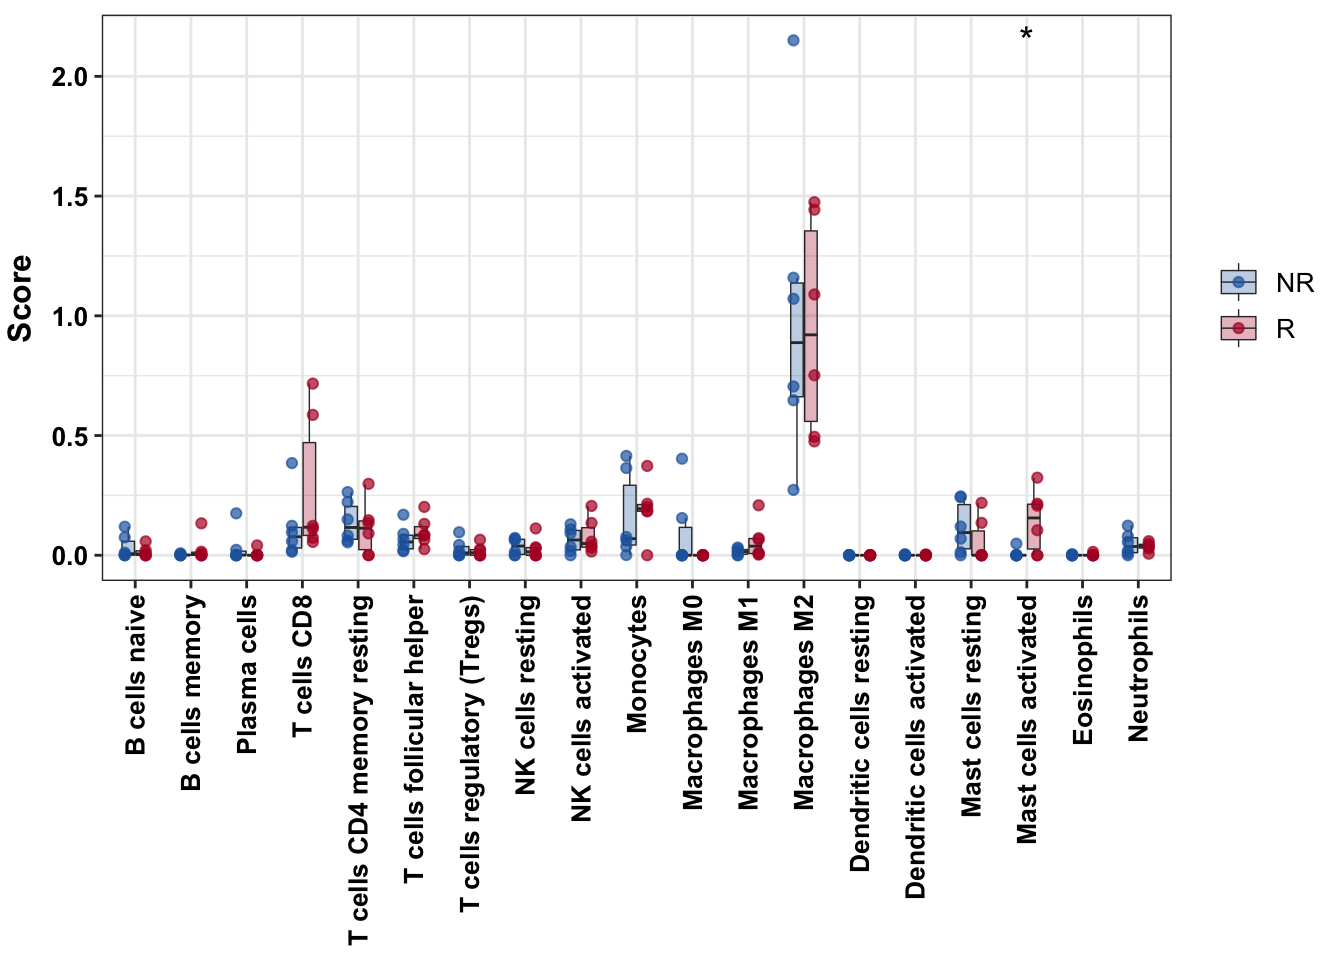 *
2.0
1.5
1.0
0.5
0.0
Score
NR
R
B cells naive
B cells memory
Plasma cells
T cells CD8
T cells CD4 memory resting
T cells follicular helper
T cells regulatory (Tregs)
NK cells resting
NK cells activated
Monocytes
Macrophages M0
Macrophages M1
Macrophages M2
Dendritic cells resting
Dendritic cells activated
Mast cells resting
Mast cells activated
Eosinophils
Neutrophils